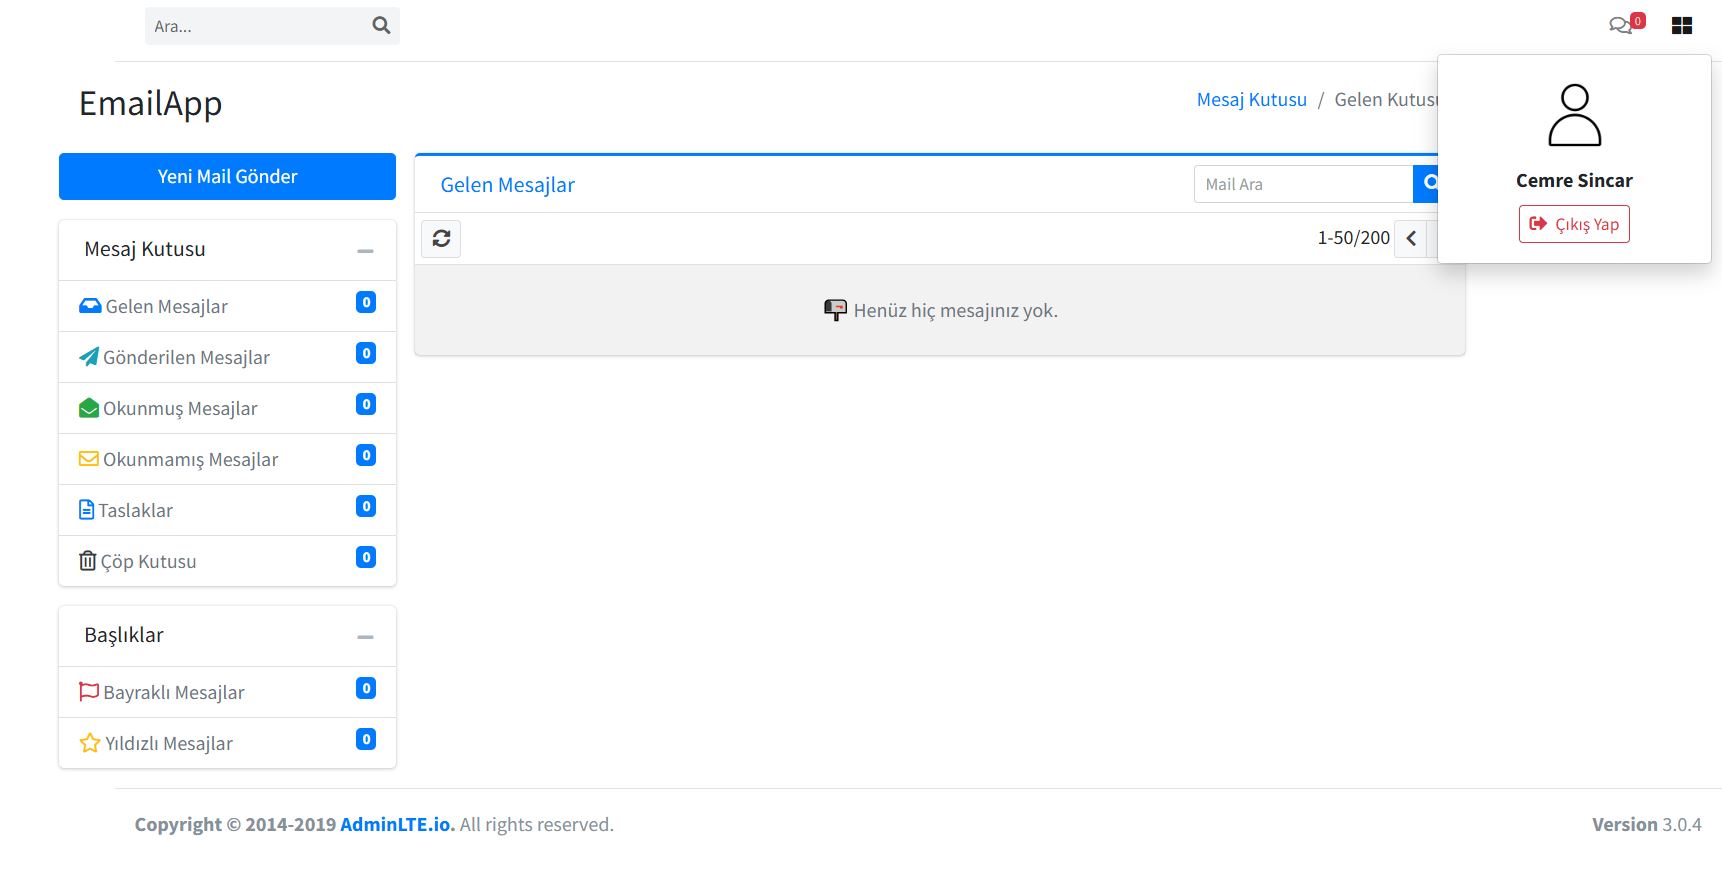 Ara...
0
EmailApp
Mesaj Kutusu / Gelen Kutusu
Cemre Sincar
Çıkış Yap
Yeni Mail Gönder
Mesaj Kutusu
Gelen Mesajlar 0
Gönderilen Mesajlar 0
Okunmuş Mesajlar 0
Okunmamış Mesajlar 0
Taslaklar 0
Çöp Kutusu 0
Başlıklar
Bayraklı Mesajlar 0
Yıldızlı Mesajlar 0
Gelen Mesajlar
Mail Ara
1-50/200
Henüz hiç mesajınız yok.
Copyright © 2014-2019 AdminLTE.io. All rights reserved.
Version 3.0.4